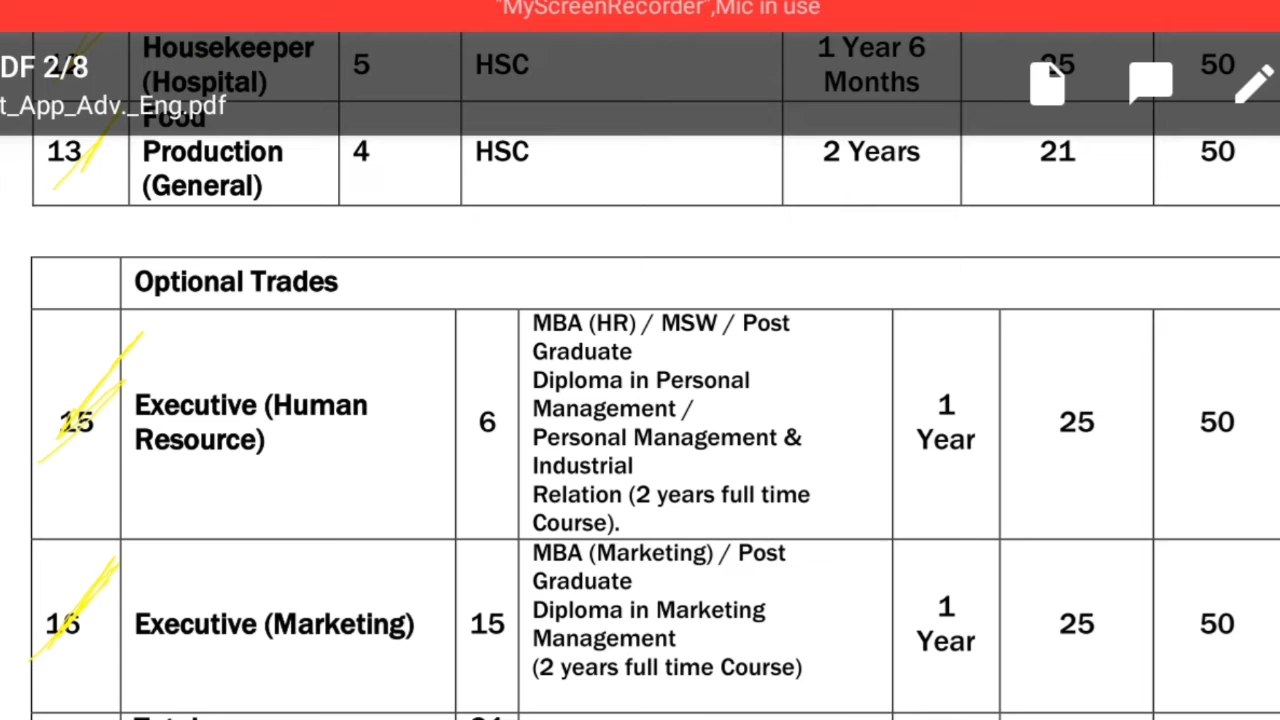 "MyScreenRecorder",Mic in use
DF 2/8
t_App_Adv._Eng.pdf
Housekeeper
(Hospital)
5
HSC
1 Year 6
Months
25
50
13
Food
Production
(General)
4
HSC
2 Years
21
50
Optional Trades
15
Executive (Human
Resource)
6
MBA (HR) / MSW / Post
Graduate
Diploma in Personal
Management /
Personal Management &
Industrial
Relation (2 years full time
Course).
1
Year
25
50
16
Executive (Marketing)
15
MBA (Marketing) / Post
Graduate
Diploma in Marketing
Management
(2 years full time Course)
1
Year
25
50